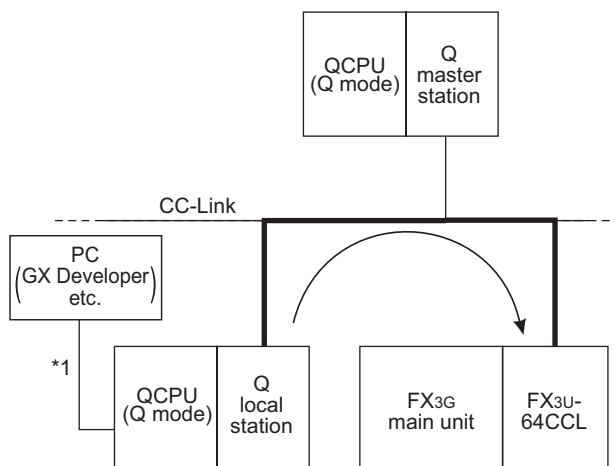 QCPU
(Q mode)
Q
master
station
CC-Link
PC
(GX Developer)
etc.
*1
QCPU
(Q mode)
Q
local
station
FX3G
main unit
FX3U-
64CCL